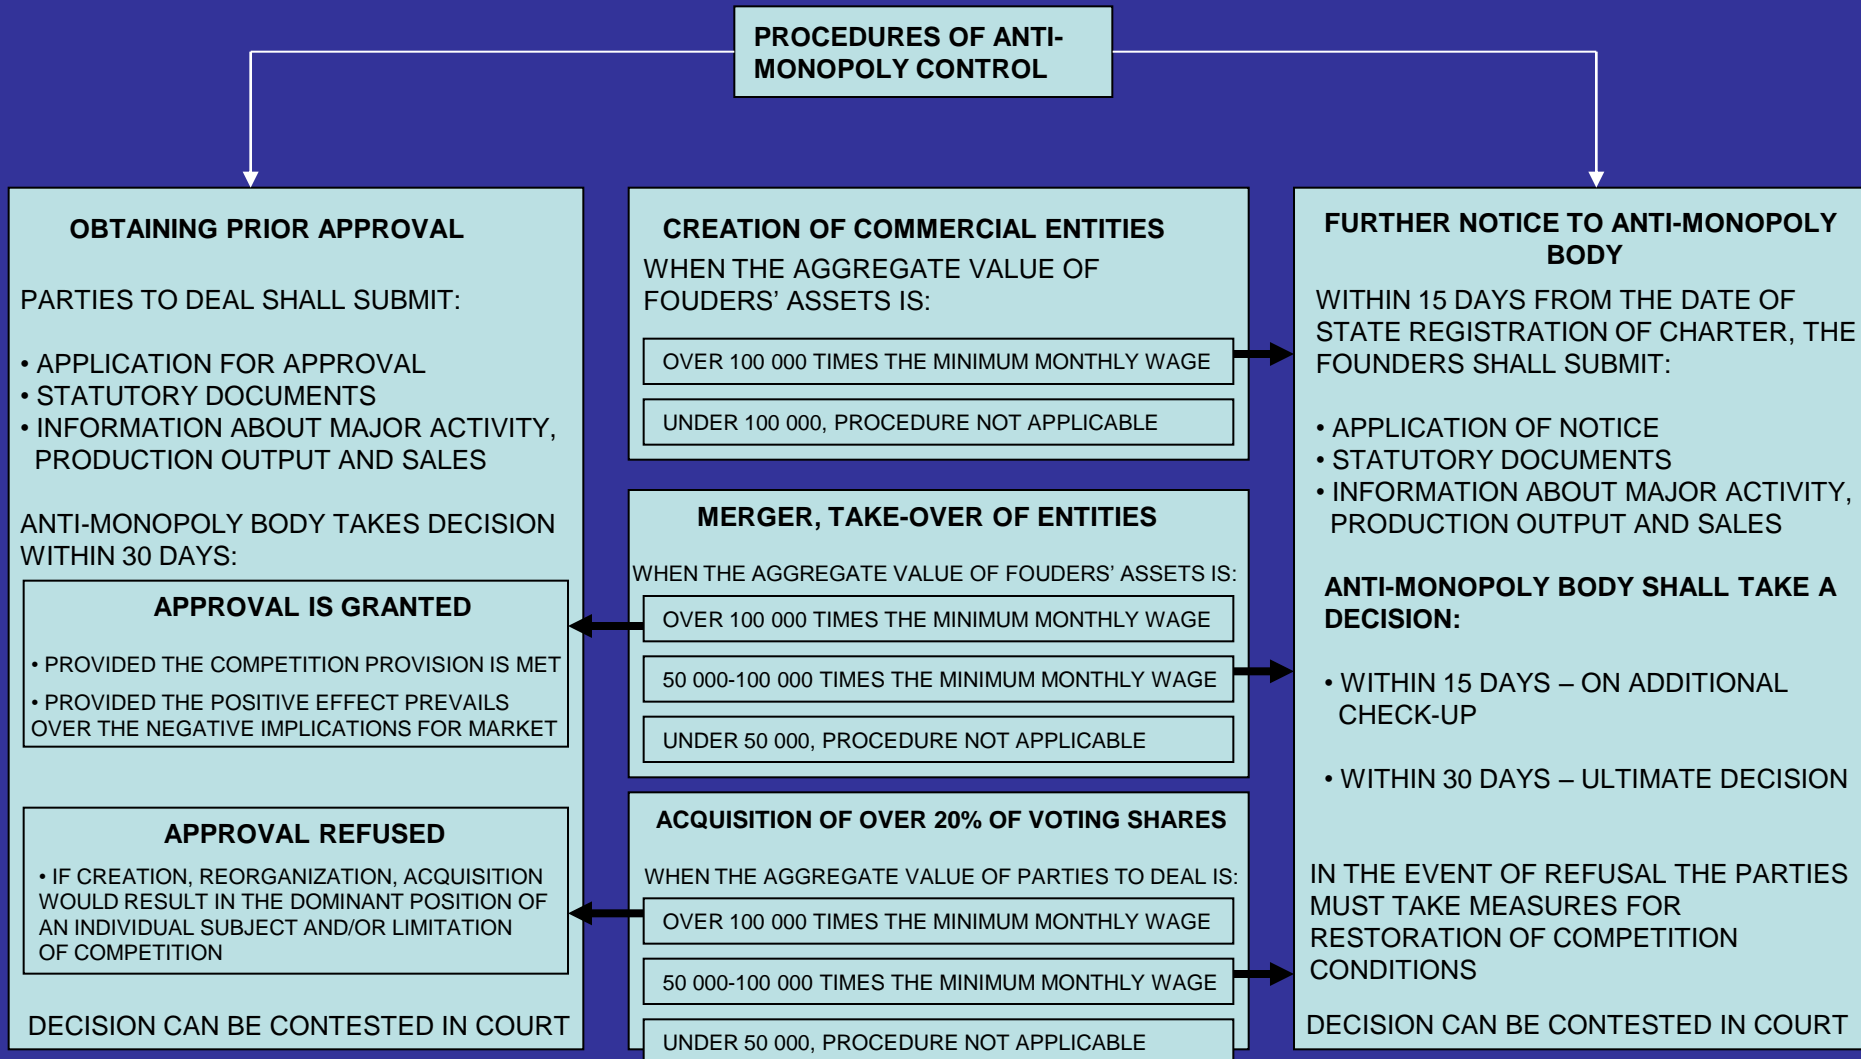 PROCEDURES OF ANTI-
MONOPOLY CONTROL
OBTAINING PRIOR APPROVAL
PARTIES TO DEAL SHALL SUBMIT:
• APPLICATION FOR APPROVAL
• STATUTORY DOCUMENTS
• INFORMATION ABOUT MAJOR ACTIVITY,
PRODUCTION OUTPUT AND SALES
ANTI-MONOPOLY BODY TAKES DECISION
WITHIN 30 DAYS:
APPROVAL IS GRANTED
• PROVIDED THE COMPETITION PROVISION IS MET
• PROVIDED THE POSITIVE EFFECT PREVAILS
OVER THE NEGATIVE IMPLICATIONS FOR MARKET
APPROVAL REFUSED
• IF CREATION, REORGANIZATION, ACQUISITION
WOULD RESULT IN THE DOMINANT POSITION OF
AN INDIVIDUAL SUBJECT AND/OR LIMITATION
OF COMPETITION
DECISION CAN BE CONTESTED IN COURT
CREATION OF COMMERCIAL ENTITIES
WHEN THE AGGREGATE VALUE OF
FOUDERS’ ASSETS IS:
OVER 100 000 TIMES THE MINIMUM MONTHLY WAGE
UNDER 100 000, PROCEDURE NOT APPLICABLE
MERGER, TAKE-OVER OF ENTITIES
WHEN THE AGGREGATE VALUE OF FOUDERS’ ASSETS IS:
OVER 100 000 TIMES THE MINIMUM MONTHLY WAGE
50 000-100 000 TIMES THE MINIMUM MONTHLY WAGE
UNDER 50 000, PROCEDURE NOT APPLICABLE
ACQUISITION OF OVER 20% OF VOTING SHARES
WHEN THE AGGREGATE VALUE OF PARTIES TO DEAL IS:
OVER 100 000 TIMES THE MINIMUM MONTHLY WAGE
50 000-100 000 TIMES THE MINIMUM MONTHLY WAGE
UNDER 50 000, PROCEDURE NOT APPLICABLE
FURTHER NOTICE TO ANTI-MONOPOLY
BODY
WITHIN 15 DAYS FROM THE DATE OF
STATE REGISTRATION OF CHARTER, THE
FOUNDERS SHALL SUBMIT:
• APPLICATION OF NOTICE
• STATUTORY DOCUMENTS
• INFORMATION ABOUT MAJOR ACTIVITY,
PRODUCTION OUTPUT AND SALES
ANTI-MONOPOLY BODY SHALL TAKE A
DECISION:
• WITHIN 15 DAYS – ON ADDITIONAL
CHECK-UP
• WITHIN 30 DAYS – ULTIMATE DECISION
IN THE EVENT OF REFUSAL THE PARTIES
MUST TAKE MEASURES FOR
RESTORATION OF COMPETITION
CONDITIONS
DECISION CAN BE CONTESTED IN COURT